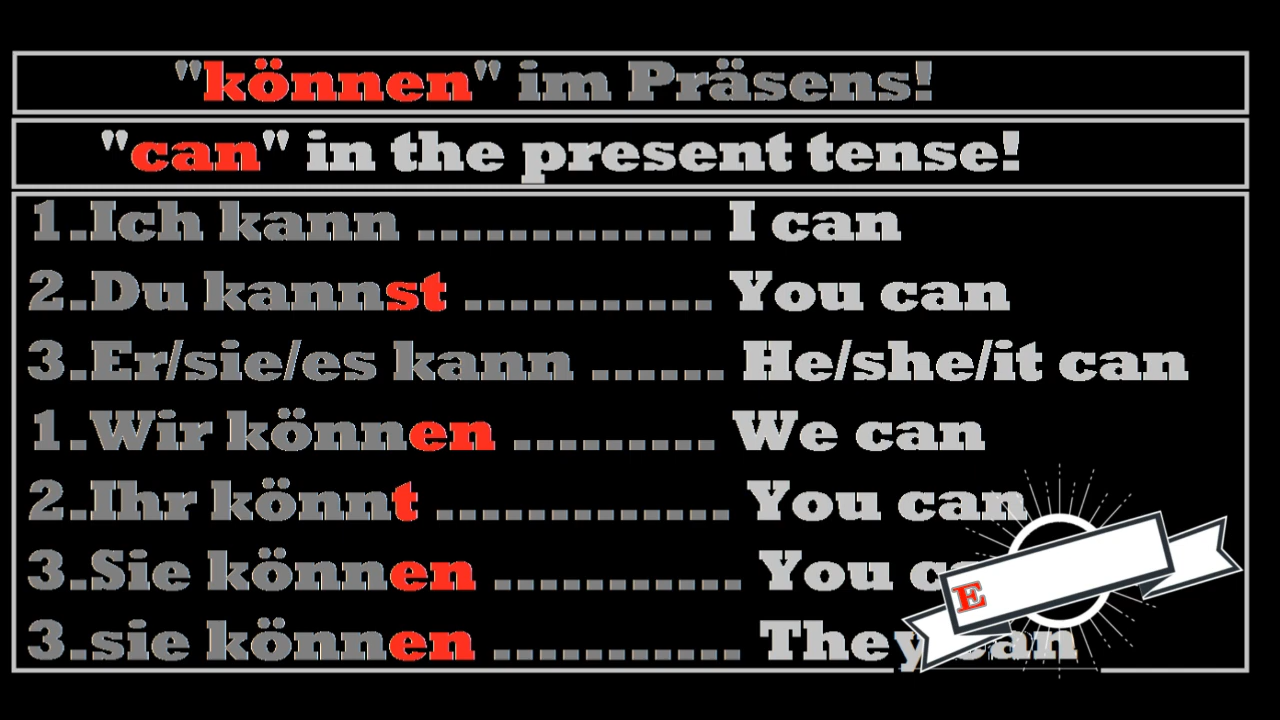 "können" im Präsens!
"can" in the present tense!
1.Ich kann ............. I can
2.Du kannst ........... You can
3.Er/sie/es kann ...... He/she/it can
1.Wir können ......... We can
2.Ihr könnt ............. You can
3.Sie können ........... You
3.sie können ........... They can
E